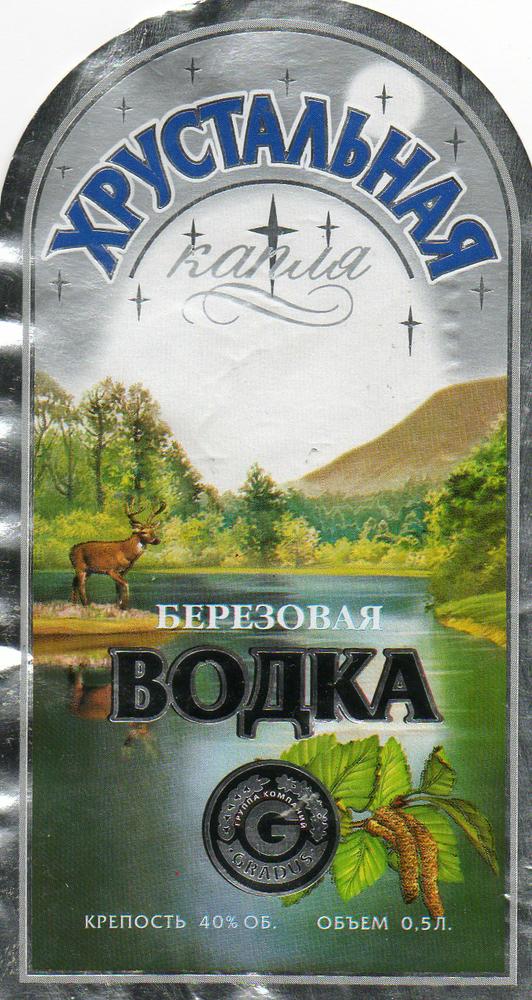 ХРУСТАЛЬНАЯ
капля
БЕРЕЗОВАЯ
ВОДКА
ГРУППА КОМПАНИЙ
G
·GRADUS·
КРЕПОСТЬ 40% ОБ. ОБЪЕМ 0,5Л.